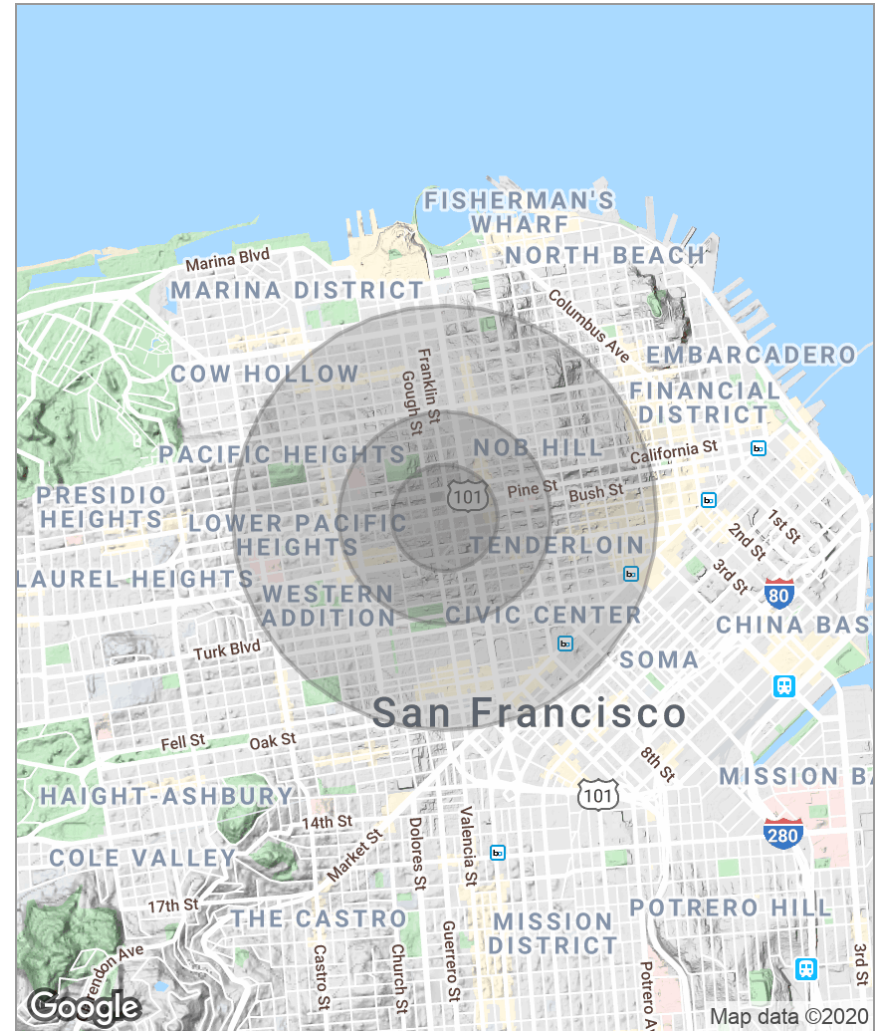 FISHERMAN'S
WHARF
NORTH BEACH
Marina Blvd
MARINA DISTRICT
Columbus Ave
EMBARCADERO
Franklin St
Gough St
COW HOLLOW
FINANCIAL
DISTRICT
PACIFIC HEIGHTS
NOB HILL
California St
PRESIDIO
HEIGHTS
101
Pine St
Bush St
LOWER PACIFIC
HEIGHTS
1st St
2nd St
3rd St
TENDERLOIN
LAUREL HEIGHTS
80
WESTERN
ADDITION
CIVIC CENTER
CHINA BAS
Turk Blvd
SOMA
San Francisco
Fell St
Oak St
8th St
MISSION BA
HAIGHT-ASHBURY
101
14th St
Market St
Dolores St
Valencia St
280
COLE VALLEY
17th St
THE CASTRO
MISSION
DISTRICT
POTRERO HILL
rendon Ave
Castro St
Church St
Guerrero St
Potrero A
3rd St
Google
Map data ©2020